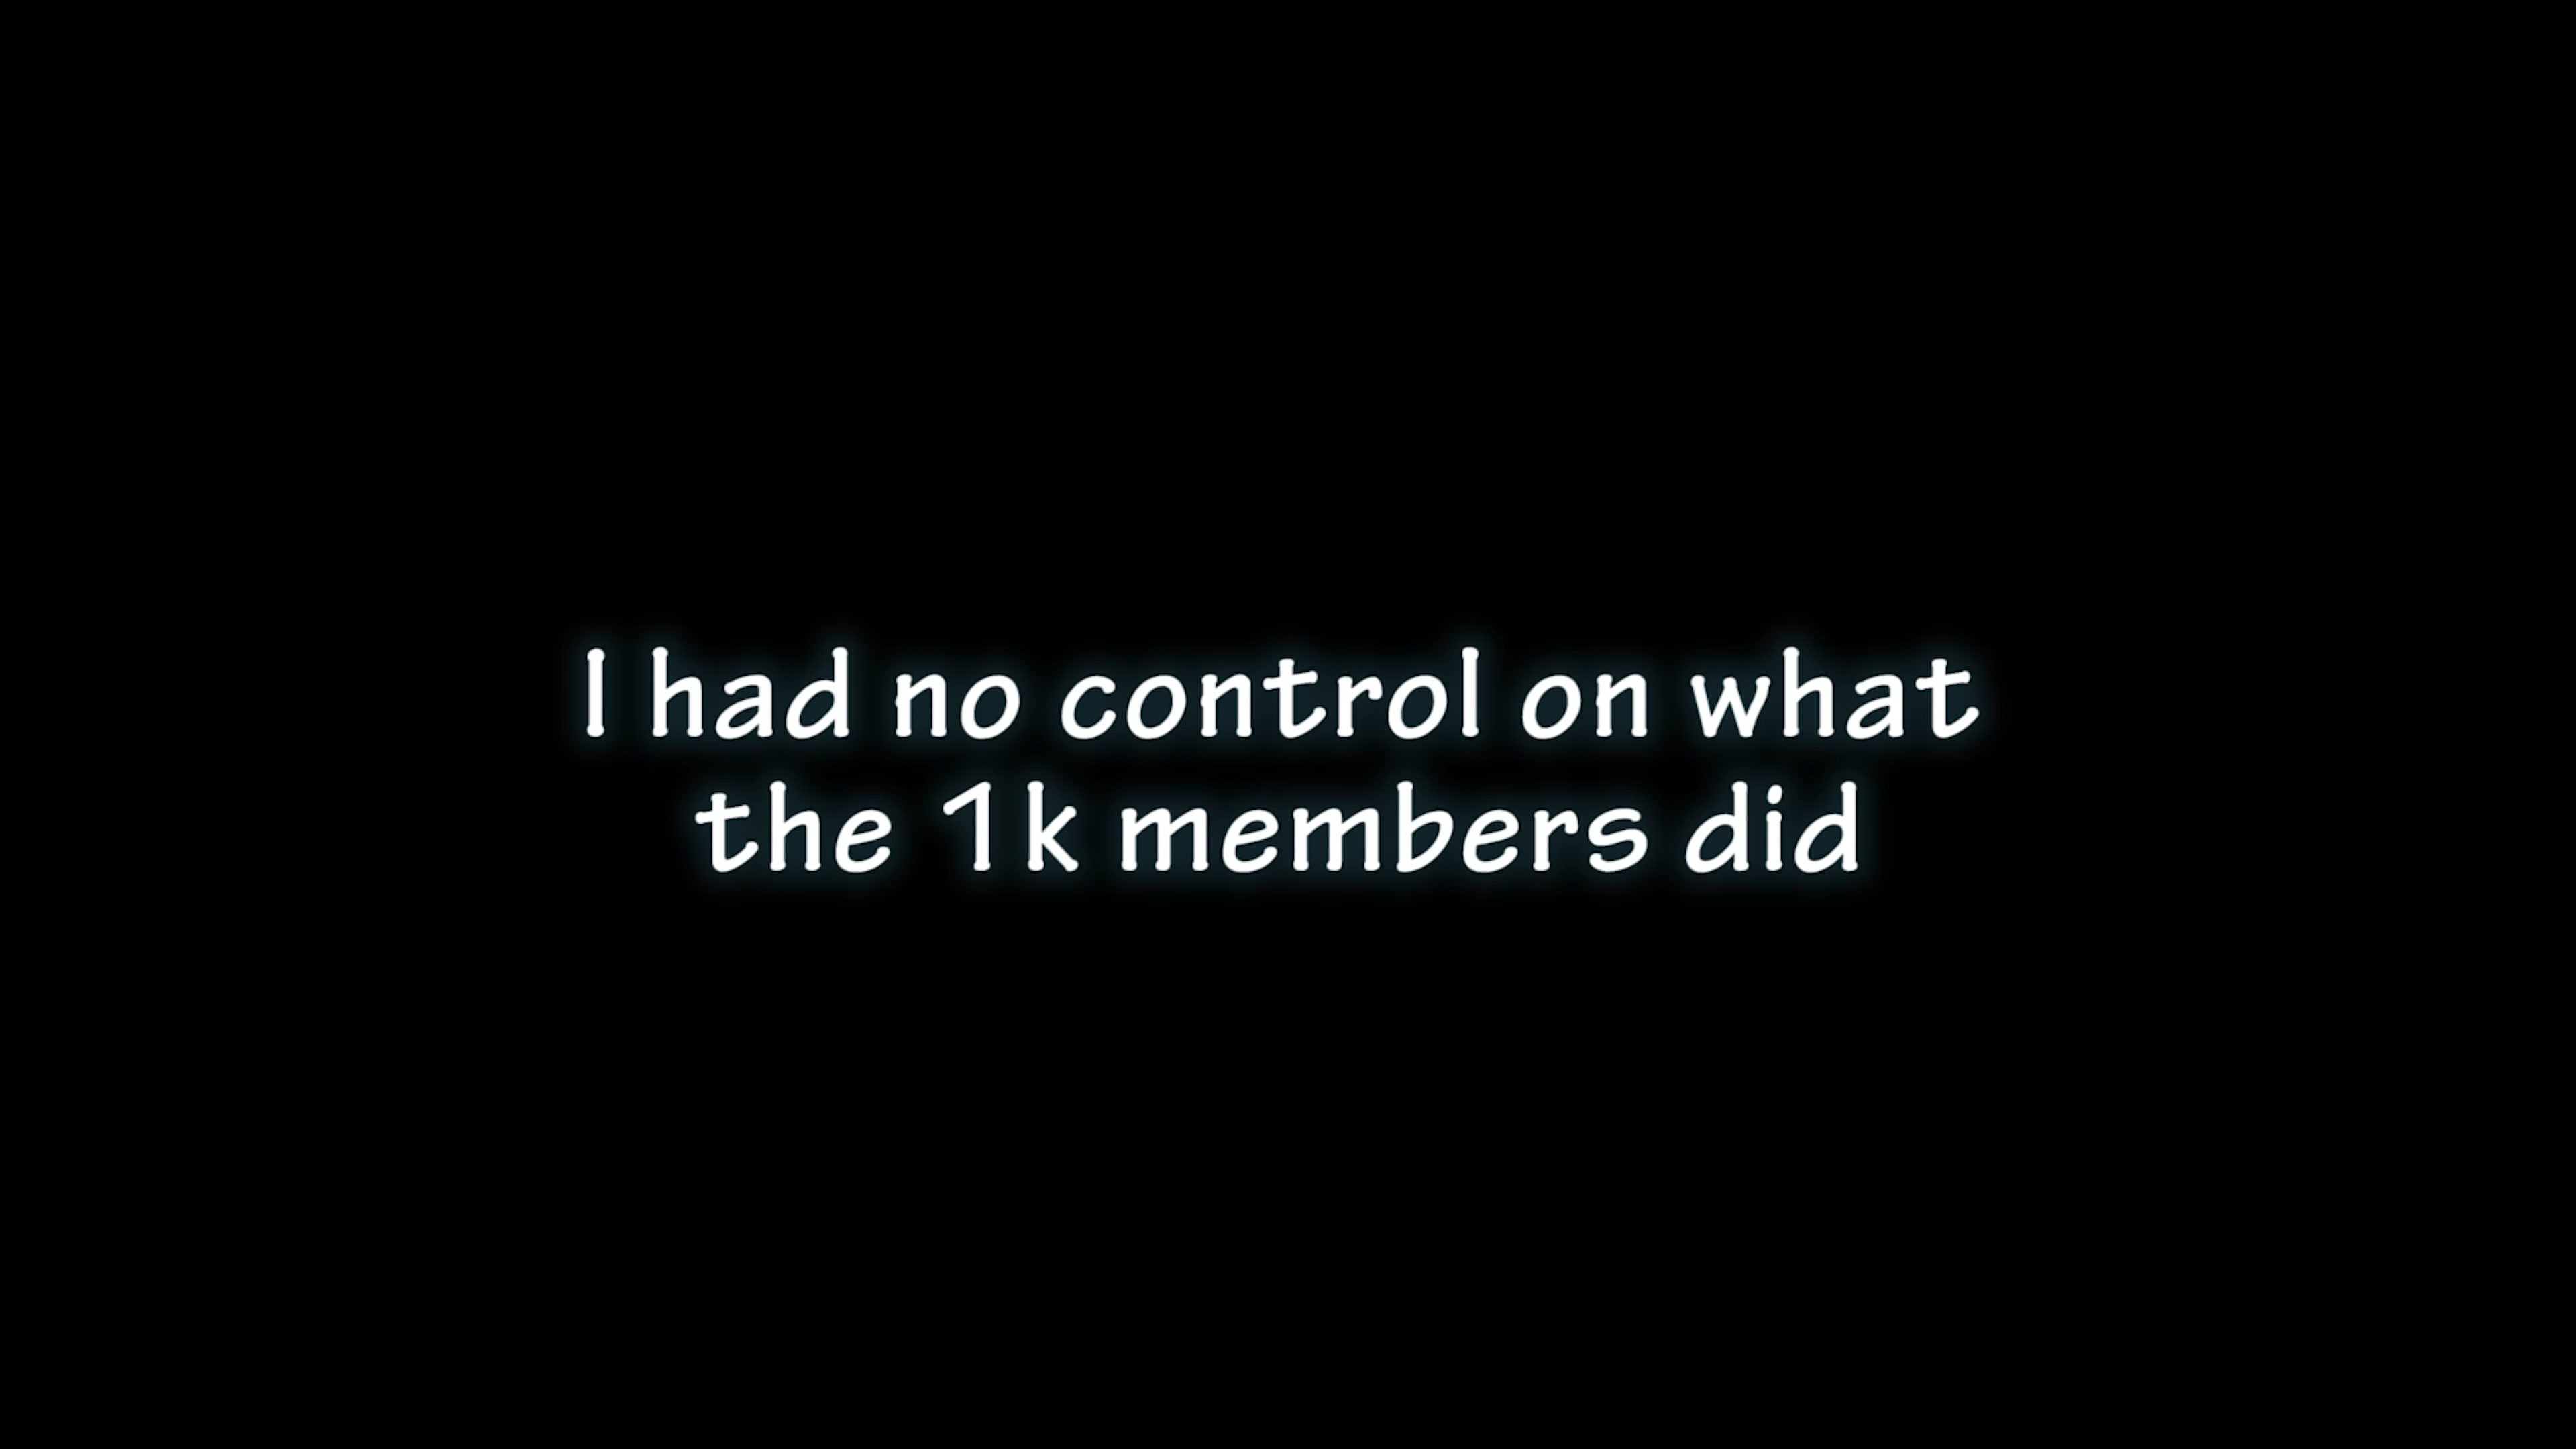 I had no control on what
the 1k members did